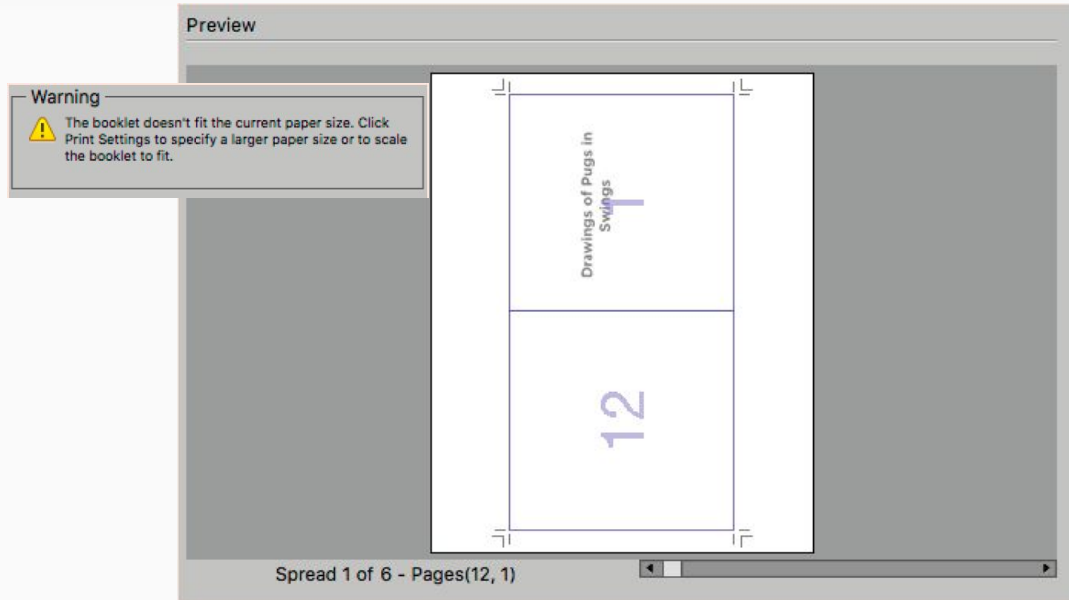 Preview
Warning
The booklet doesn't fit the current paper size. Click
Print Settings to specify a larger paper size or to scale
the booklet to fit.
Drawings of Pugs in
Swings
1
12
Spread 1 of 6 - Pages(12, 1)